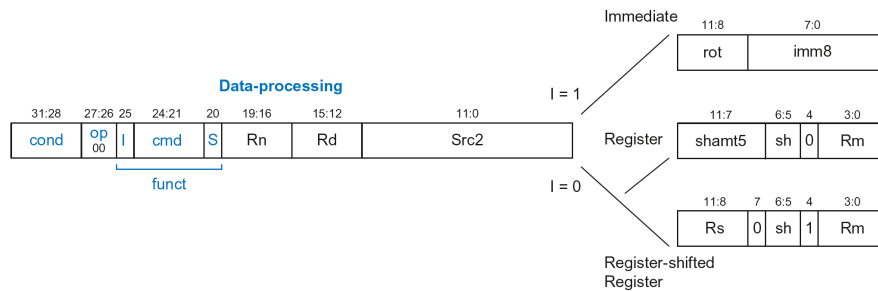 Immediate
11:8 7:0
rot imm8
Data-processing
I = 1
31:28 27:26 25 24:21 20 19:16 15:12 11:0
cond op 00 I cmd S Rn Rd Src2
funct
Register
11:7 6:5 4 3:0
shamt5 sh 0 Rm
I = 0
11:8 7 6:5 4 3:0
Rs 0 sh 1 Rm
Register-shifted
Register